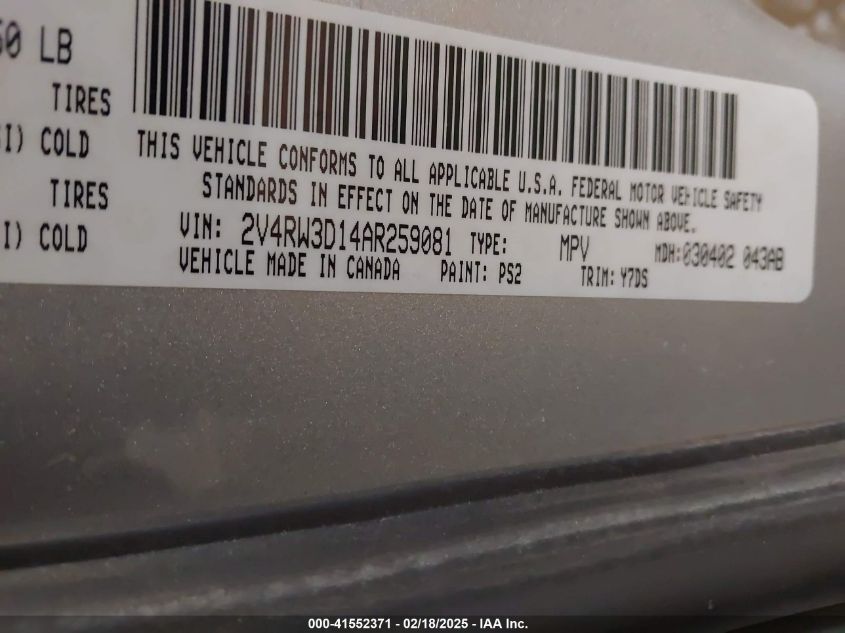 50 LB
TIRES
I) COLD
TIRES
I) COLD
THIS VEHICLE CONFORMS TO ALL APPLICABLE U.S.A. FEDERAL MOTOR VEHICLE SAFETY
STANDARDS IN EFFECT ON THE DATE OF MANUFACTURE SHOWN ABOVE.
VIN: 2V4RW3D14AR259081 TYPE: MPV MDH:030402 043AB
VEHICLE MADE IN CANADA PAINT: PS2 TRIM: Y7DS
000-41552371 - 02/18/2025 - IAA Inc.